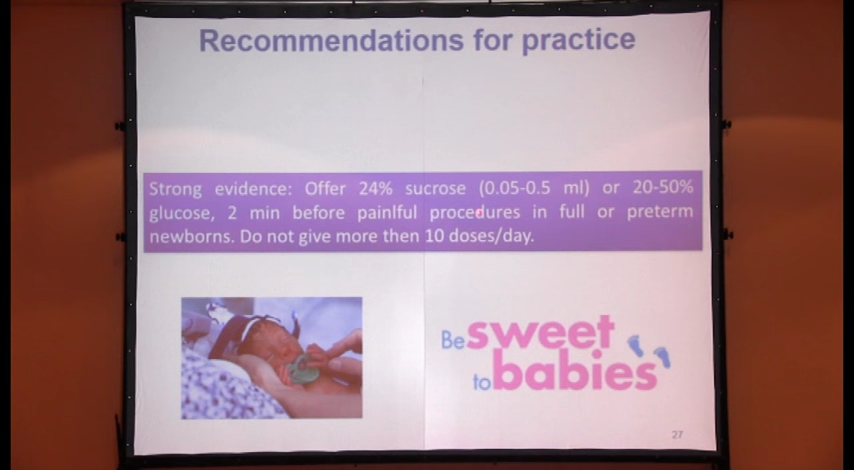 Recommendations for practice
Strong evidence: Offer 24% sucrose (0.05-0.5 ml) or 20-50%
glucose, 2 min before painlful procedures in full or preterm
newborns. Do not give more then 10 doses/day.
Be sweet
to babies
27